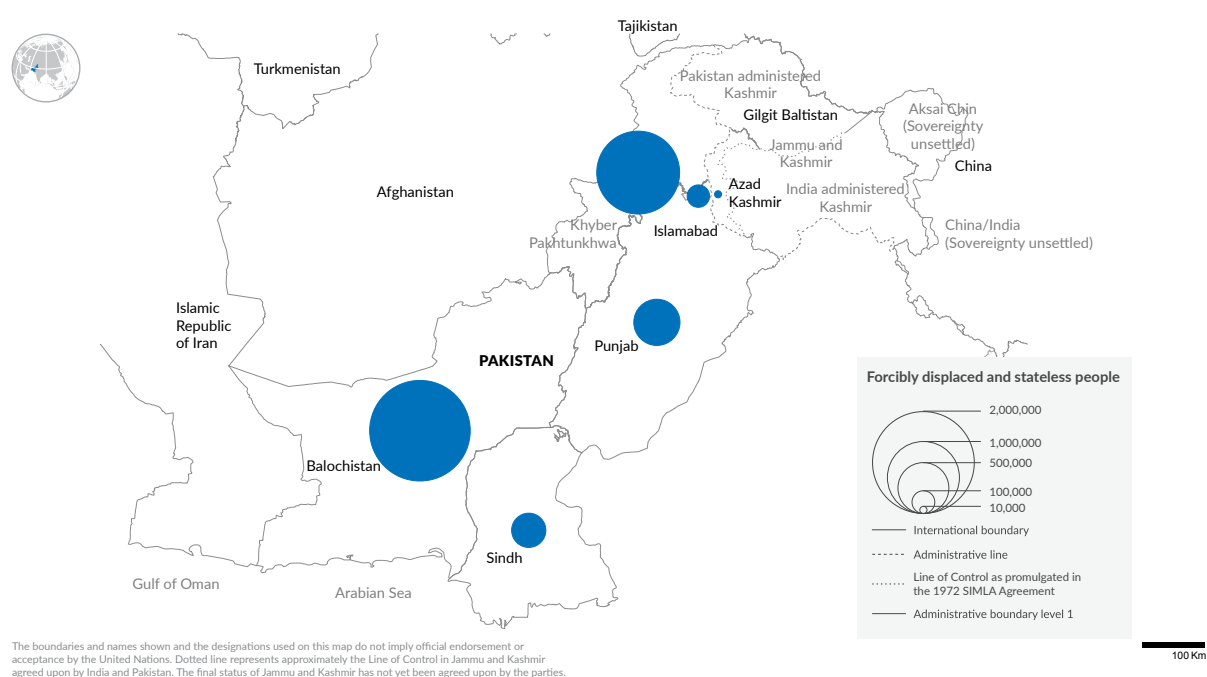 Tajikistan
Turkmenistan
Pakistan administered
Kashmir
Gilgit Baltistan
Aksai Chin
(Sovereignty
unsettled)
Jammu and
Kashmir
China
Afghanistan
Azad
Kashmir
India administered
Kashmir
Khyber
Pakhtunkhwa
Islamabad
China/India
(Sovereignty unsettled)
Islamic
Republic
of Iran
Punjab
PAKISTAN
Balochistan
Sindh
Gulf of Oman
Arabian Sea
Forcibly displaced and stateless people
2,000,000
1,000,000
500,000
100,000
10,000
International boundary
Administrative line
Line of Control as promulgated in
the 1972 SIMLA Agreement
Administrative boundary level 1
The boundaries and names shown and the designations used on this map do not imply official endorsement or
acceptance by the United Nations. Dotted line represents approximately the Line of Control in Jammu and Kashmir
agreed upon by India and Pakistan. The final status of Jammu and Kashmir has not yet been agreed upon by the parties.
100 Km